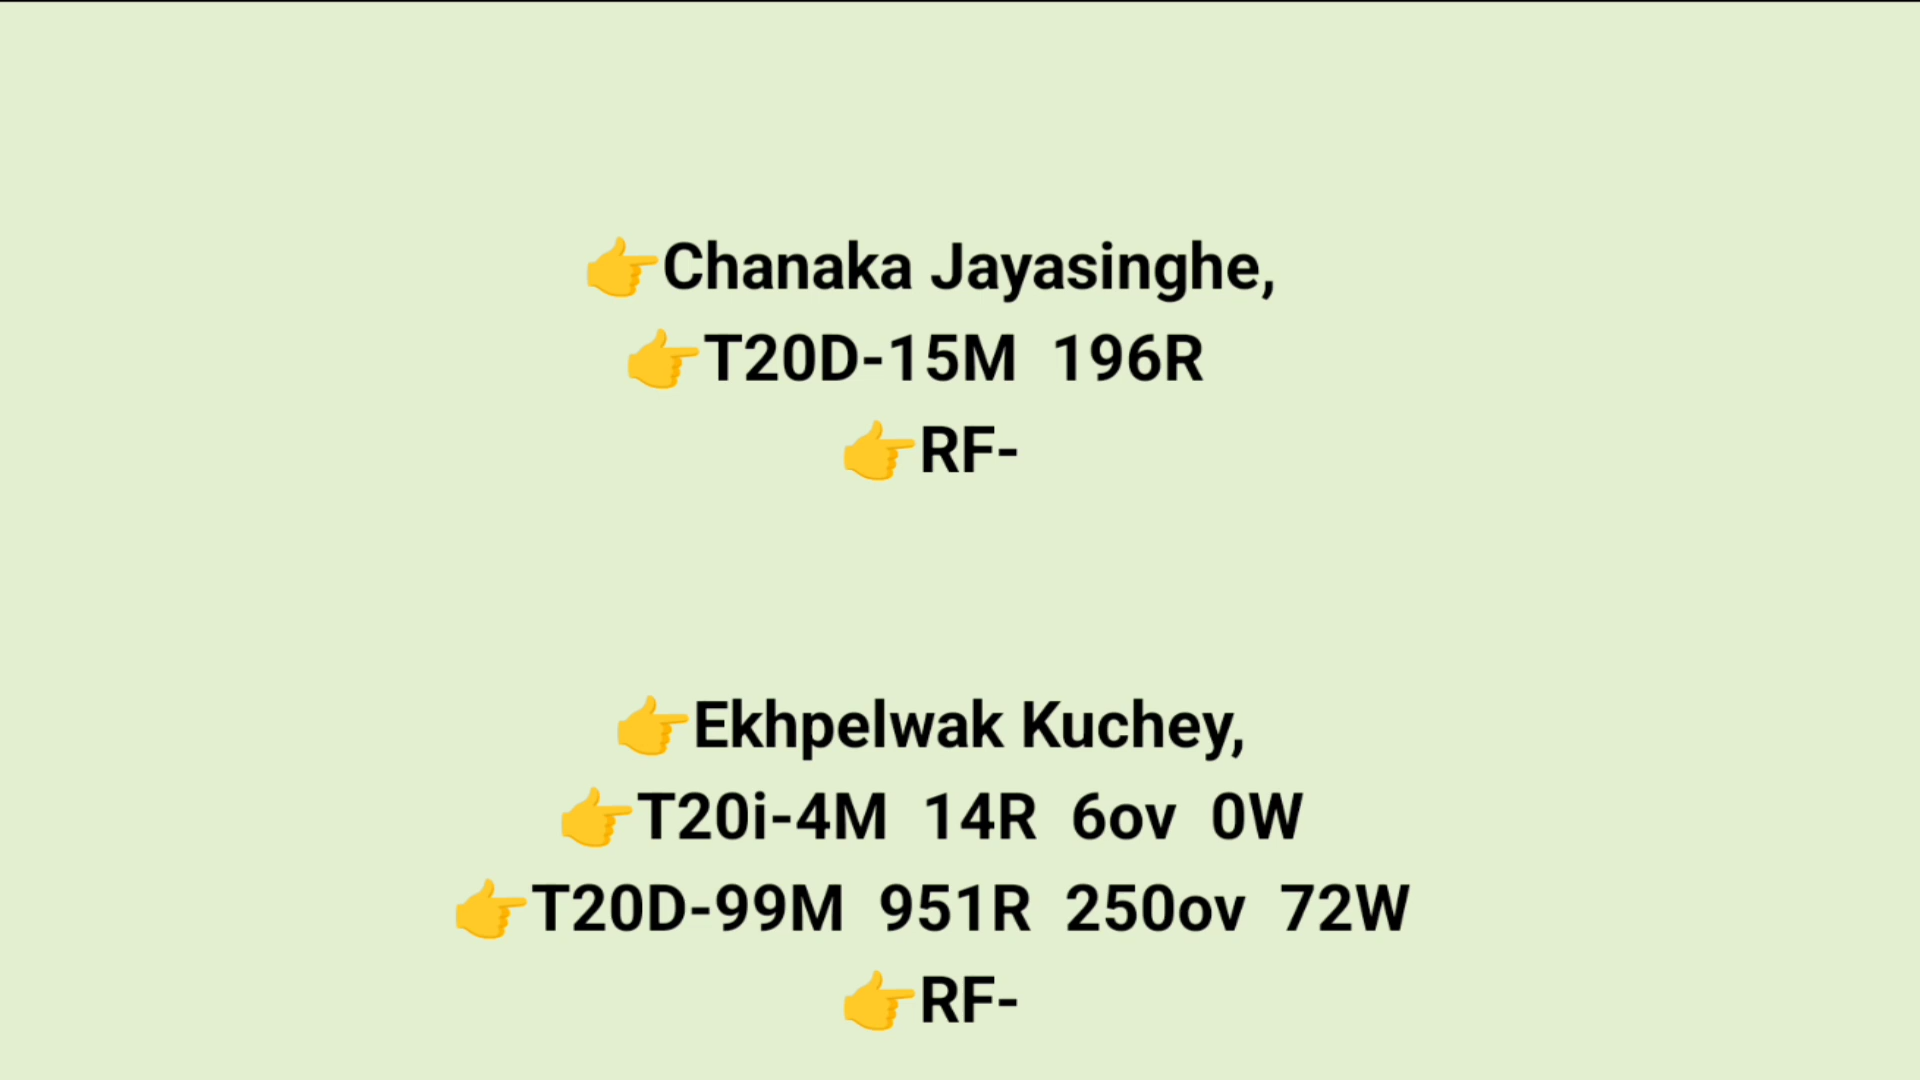 👉Chanaka Jayasinghe,
👉T20D-15M 196R
👉RF-
👉Ekhpelwak Kuchey,
👉T20i-4M 14R 6ov 0W
👉T20D-99M 951R 250ov 72W
👉RF-